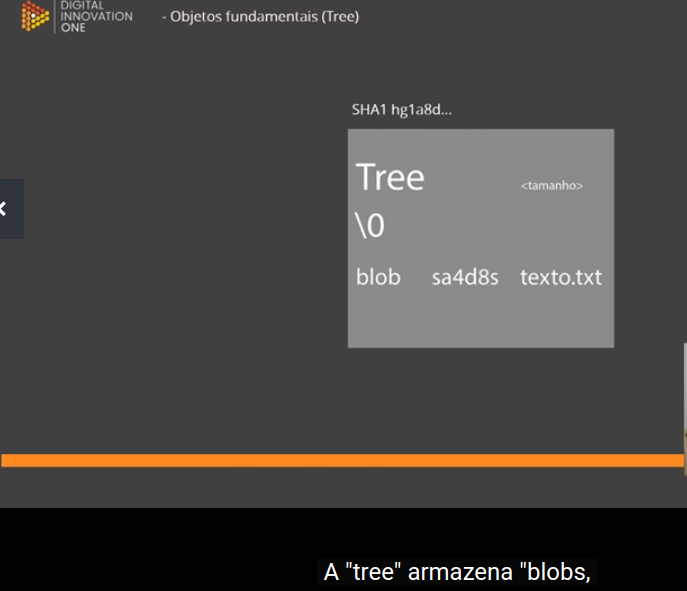 DIGITAL
INNOVATION
ONE
- Objetos fundamentais (Tree)
SHA1 hg1a8d...
Tree <tamanho>
\0
blob sa4d8s texto.txt
A "tree" armazena "blobs,